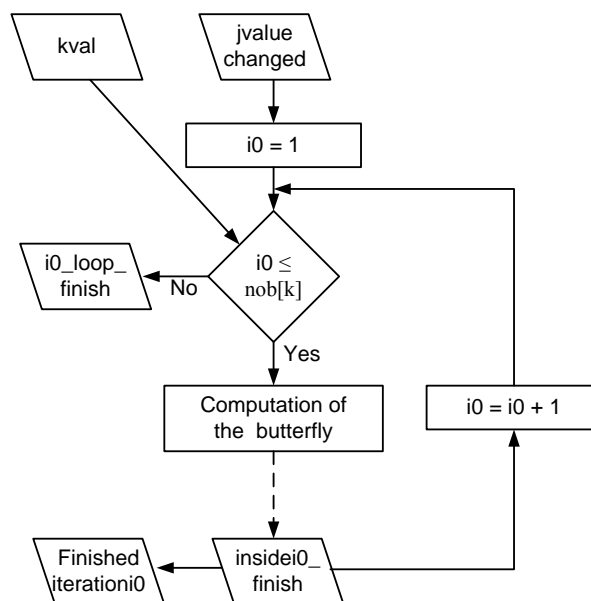 kval
jvalue
changed
i0 = 1
i0 ≤
nob[k]
i0_loop_
finish
No
Yes
Computation of
the butterfly
i0 = i0 + 1
Finished
iterationi0
insidei0_
finish